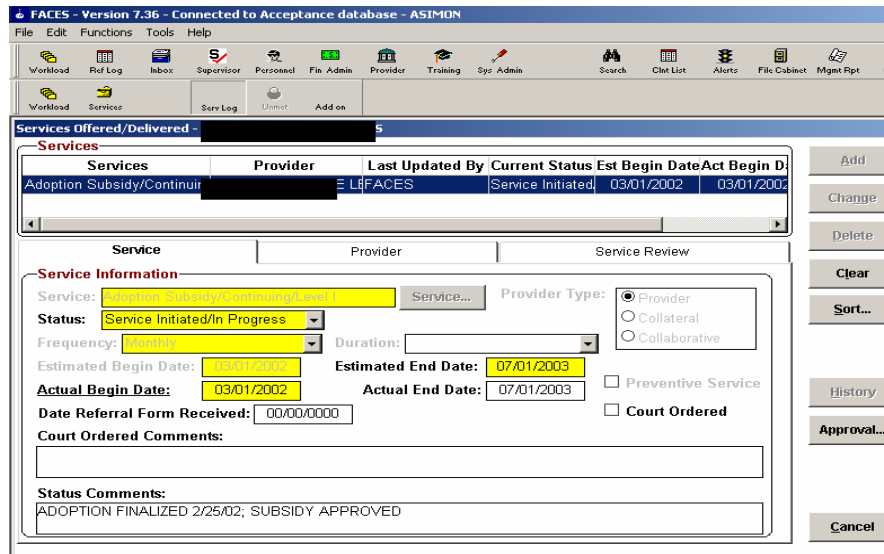 FACES - Version 7.36 - Connected to Acceptance database - ASIMON
File Edit Functions Tools Help
Workload Ref Log Inbox Supervisor Personnel Fin Admin Provider Training Sys Admin Search Clnt List Alerts File Cabinet Mgmt Rpt
Workload Services Serv Log Unmet Add on
Services Offered/Delivered - S
Services
Services Provider Last Updated By Current Status Est Begin Date Act Begin D
Adoption Subsidy/Continuin E LE FACES Service Initiated 03/01/2002 03/01/2002
Add
Change
Delete
Clear
Sort...
History
Approval...
Cancel
Service Provider Service Review
Service Information
Service: Adoption Subsidy/Continuing/Level I Service... Provider Type: Provider
Status: Service Initiated/In Progress Collateral
Frequency: Monthly Duration: Collaborative
Estimated Begin Date: 03/01/2002 Estimated End Date: 07/01/2003
Actual Begin Date: 03/01/2002 Actual End Date: 07/01/2003 Preventive Service
Date Referral Form Received: 00/00/0000 Court Ordered
Court Ordered Comments:
Status Comments:
ADOPTION FINALIZED 2/25/02; SUBSIDY APPROVED